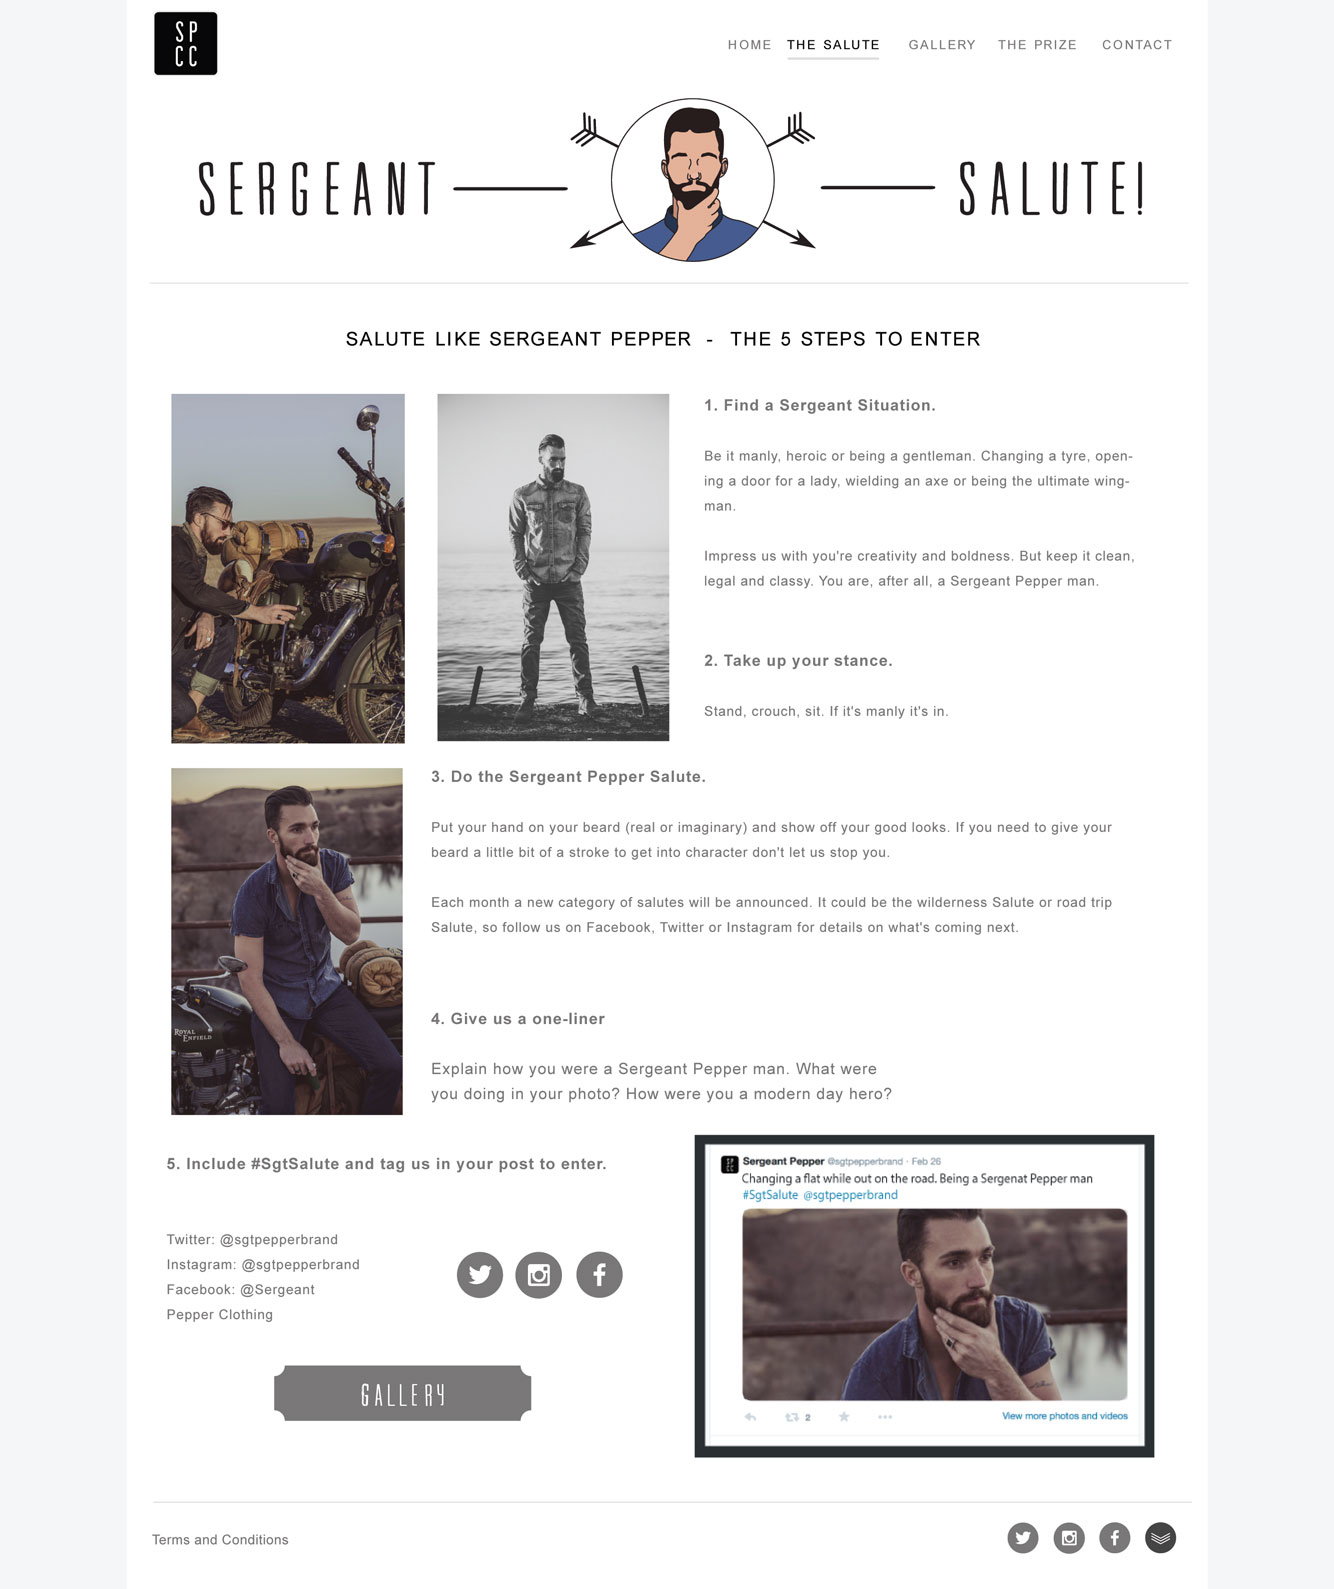 SP
CC
HOME THE SALUTE GALLERY THE PRIZE CONTACT
SERGEANT SALUTE!
SALUTE LIKE SERGEANT PEPPER - THE 5 STEPS TO ENTER
1. Find a Sergeant Situation.
Be it manly, heroic or being a gentleman. Changing a tyre, open-
ing a door for a lady, wielding an axe or being the ultimate wing-
man.
Impress us with you're creativity and boldness. But keep it clean,
legal and classy. You are, after all, a Sergeant Pepper man.
2. Take up your stance.
Stand, crouch, sit. If it's manly it's in.
3. Do the Sergeant Pepper Salute.
Put your hand on your beard (real or imaginary) and show off your good looks. If you need to give your
beard a little bit of a stroke to get into character don't let us stop you.
Each month a new category of salutes will be announced. It could be the wilderness Salute or road trip
Salute, so follow us on Facebook, Twitter or Instagram for details on what's coming next.
ROYAL
ENFIELD
4. Give us a one-liner
Explain how you were a Sergeant Pepper man. What were
you doing in your photo? How were you a modern day hero?
5. Include #SgtSalute and tag us in your post to enter.
Twitter: @sgtpepperbrand
Instagram: @sgtpepperbrand
Facebook: @Sergeant
Pepper Clothing
GALLERY
SP
CC
Sergeant Pepper @sgtpepperbrand · Feb 26
Changing a flat while out on the road. Being a Sergenat Pepper man
#SgtSalute @sgtpepperbrand
2
View more photos and videos
Terms and Conditions